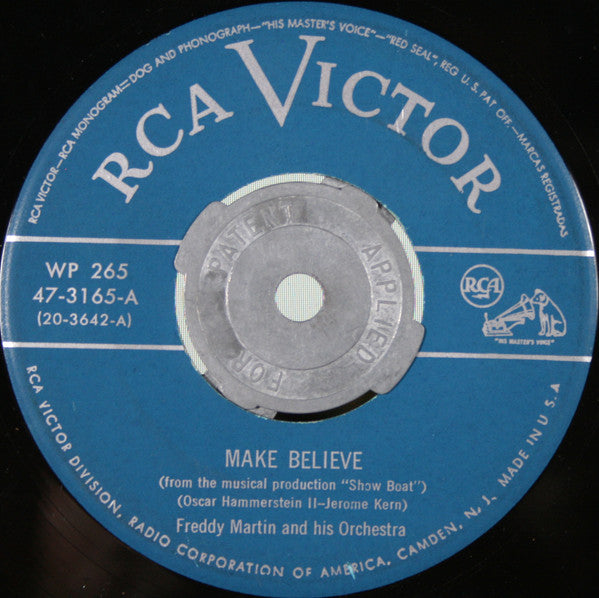 RCA VICTOR—RCA MONOGRAM—DOG AND PHONOGRAPH—"HIS MASTER'S VOICE"—"RED SEAL", REG U.S. PAT OFF.—MARCAS REGISTRADAS
RCA VICTOR
PATENT APPLIED FOR
WP 265
47-3165-A
(20-3642-A)
RCA
"HIS MASTER'S VOICE"
MAKE BELIEVE
(from the musical production "Show Boat")
(Oscar Hammerstein II—Jerome Kern)
Freddy Martin and his Orchestra
RCA VICTOR DIVISION, RADIO CORPORATION OF AMERICA, CAMDEN, N. J. MADE IN U.S.A